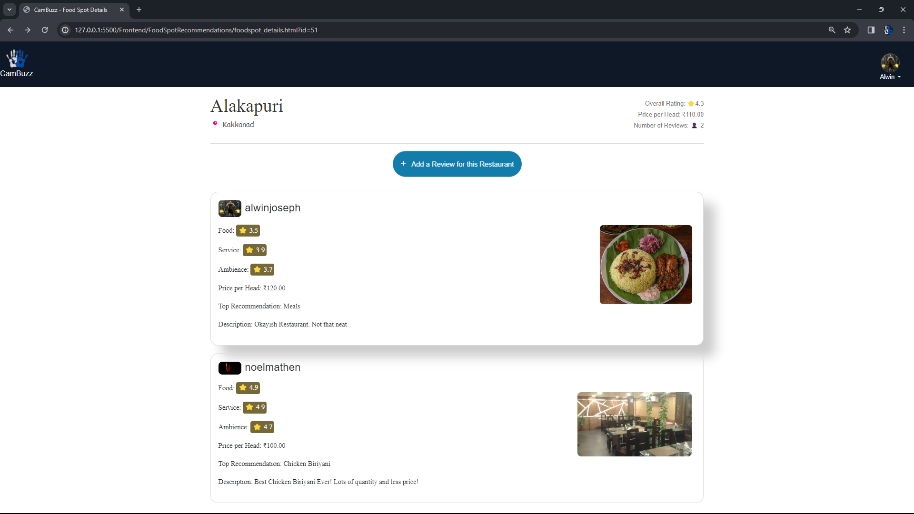 CamBuzz - Food Spot Details
127.0.0.1:5500/Frontend/FoodSpotRecommendations/foodspot_details.html?id=51
CamBuzz
Alwin
Alakapuri
Kakkanad
Overall Rating: ⭐4.3
Price per Head: ₹110.00
Number of Reviews: 👤 2
+ Add a Review for this Restaurant
alwinjoseph
Food: ⭐ 3.5
Service: ⭐ 3.9
Ambience: ⭐ 3.7
Price per Head: ₹120.00
Top Recommendation: Meals
Description: Okayish Restaurant. Not that neat
noelmathen
Food: ⭐ 4.9
Service: ⭐ 4.9
Ambience: ⭐ 4.7
Price per Head: ₹100.00
Top Recommendation: Chicken Biriyani
Description: Best Chicken Biriyani Ever! Lots of quantity and less price!